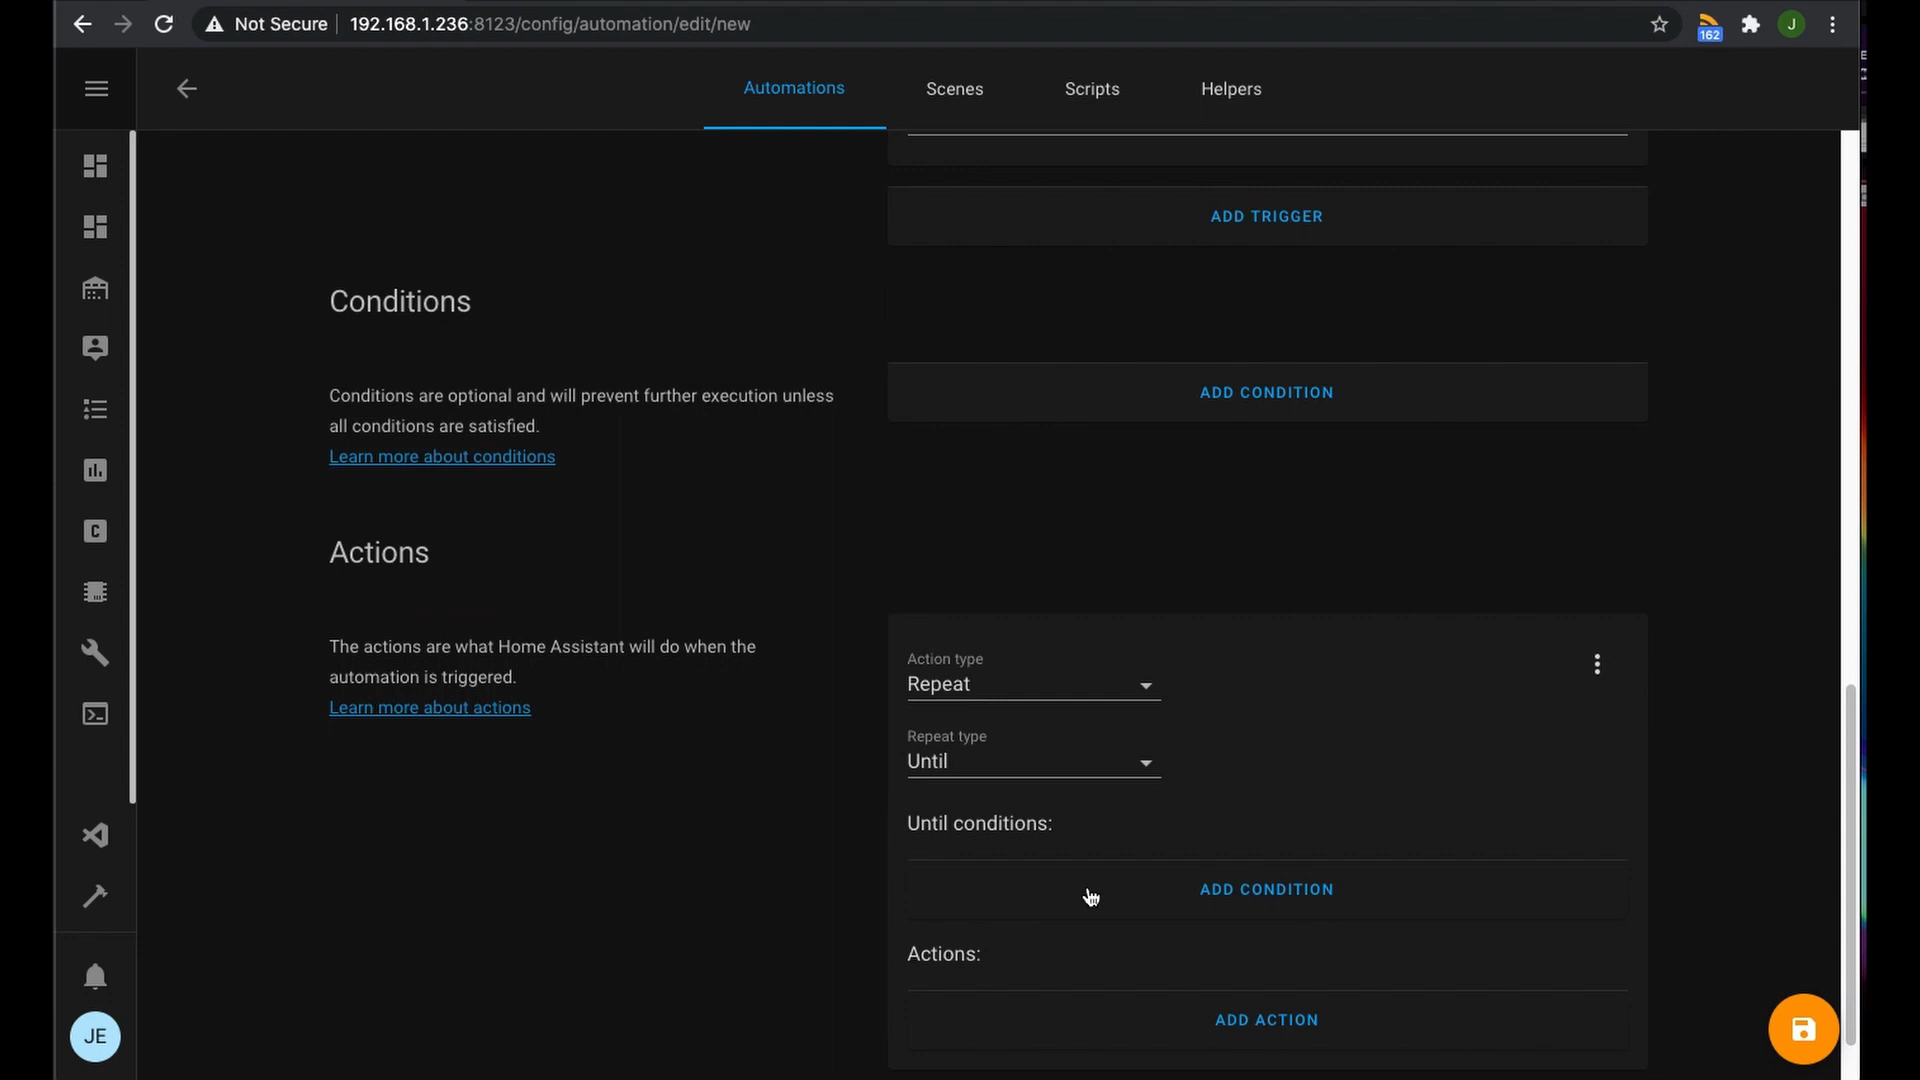 Not Secure
192.168.1.236:8123/config/automation/edit/new
162
J
Automations
Scenes
Scripts
Helpers
ADD TRIGGER
Conditions
Conditions are optional and will prevent further execution unless
all conditions are satisfied.
Learn more about conditions
ADD CONDITION
Actions
The actions are what Home Assistant will do when the
automation is triggered.
Learn more about actions
Action type
Repeat
Repeat type
Until
Until conditions:
ADD CONDITION
Actions:
ADD ACTION
C
JE